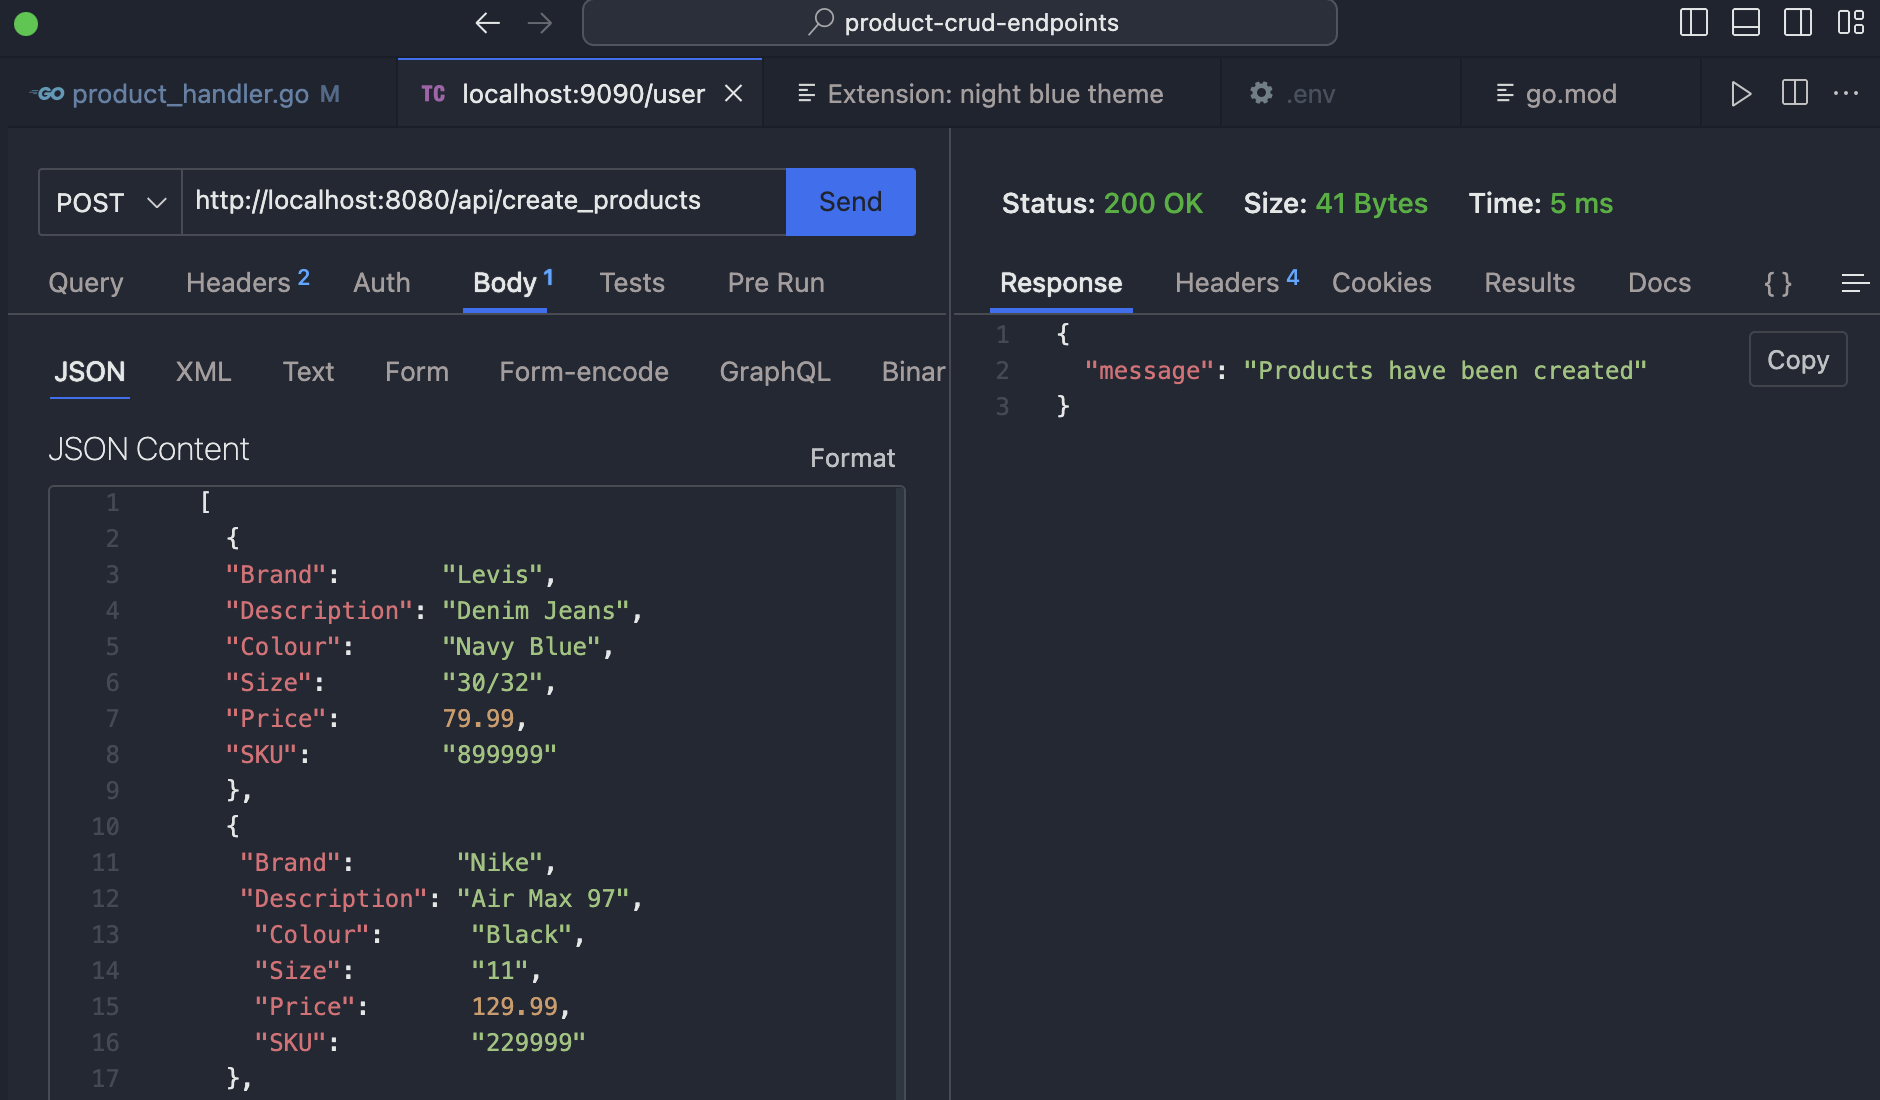 product-crud-endpoints
GO product_handler.go M
TC localhost:9090/user
Extension: night blue theme
.env
go.mod
POST http://localhost:8080/api/create_products Send
Query Headers 2 Auth Body 1 Tests Pre Run
JSON XML Text Form Form-encode GraphQL Binar
JSON Content
Format
1 [
2 {
3 "Brand": "Levis",
4 "Description": "Denim Jeans",
5 "Colour": "Navy Blue",
6 "Size": "30/32",
7 "Price": 79.99,
8 "SKU": "899999"
9 },
10 {
11 "Brand": "Nike",
12 "Description": "Air Max 97",
13 "Colour": "Black",
14 "Size": "11",
15 "Price": 129.99,
16 "SKU": "229999"
17 },
Status: 200 OK Size: 41 Bytes Time: 5 ms
Response Headers 4 Cookies Results Docs { }
1 {
2 "message": "Products have been created"
3 }
Copy